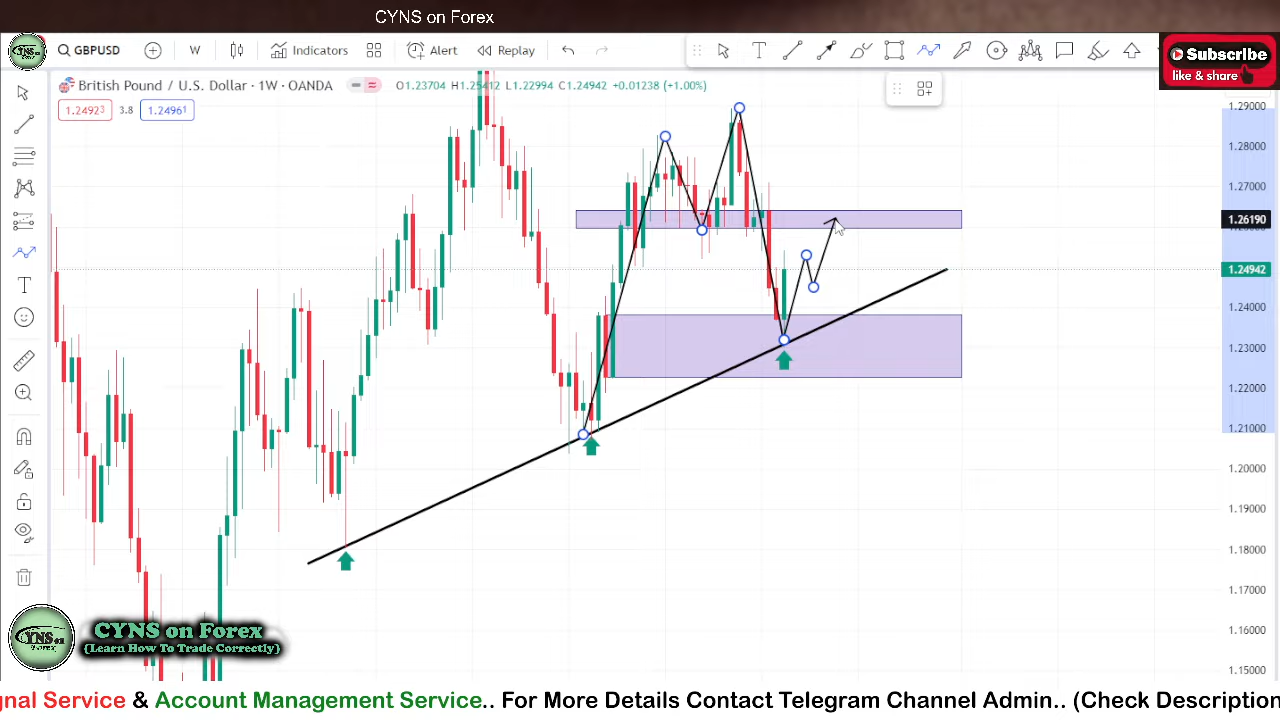 CYNS on Forex
GBPUSD W Indicators Alert Replay
Subscribe
like & share
British Pound / U.S. Dollar · 1W · OANDA O1.23704 H1.25412 L1.22994 C1.24942 +0.01238 (+1.00%)
1.24923 3.8 1.24961
1.29000
1.28000
1.27000
1.26190
1.24942
1.24000
1.23000
1.22000
1.21000
1.20000
1.19000
1.18000
1.17000
1.16000
1.15000
CYNS on Forex
{Learn How To Trade Correctly}
gnal Service & Account Management Service.. For More Details Contact Telegram Channel Admin.. (Check Description